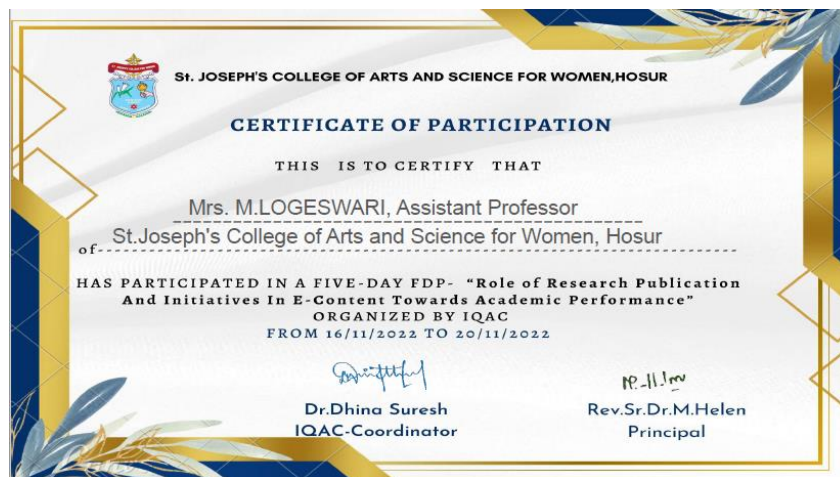 St. JOSEPH'S COLLEGE OF ARTS AND SCIENCE FOR WOMEN,HOSUR
CERTIFICATE OF PARTICIPATION
THIS IS TO CERTIFY THAT
Mrs. M.LOGESWARI, Assistant Professor
of St.Joseph's College of Arts and Science for Women, Hosur
HAS PARTICIPATED IN A FIVE-DAY FDP- "Role of Research Publication
And Initiatives In E-Content Towards Academic Performance"
ORGANIZED BY IQAC
FROM 16/11/2022 TO 20/11/2022
Dr.Dhina Suresh
IQAC-Coordinator
Rev.Sr.Dr.M.Helen
Principal